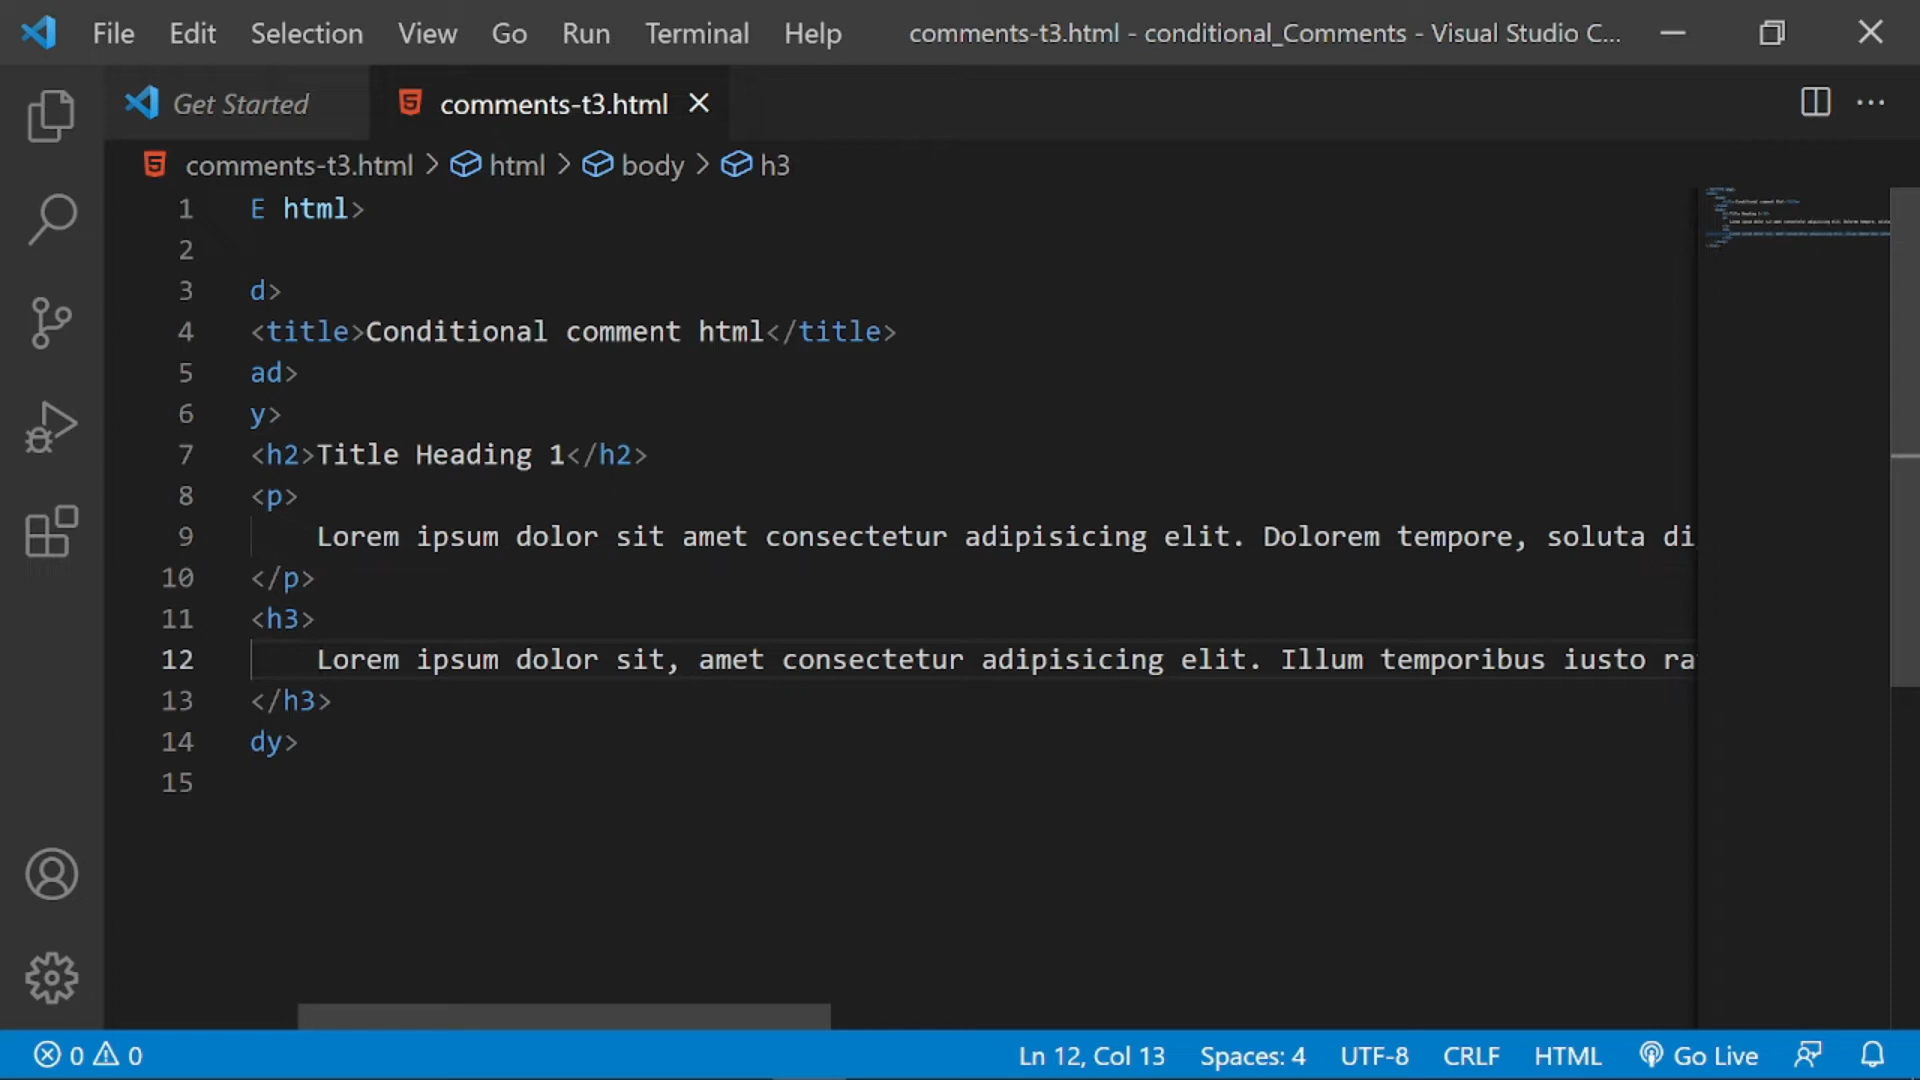 File Edit Selection View Go Run Terminal Help comments-t3.html - conditional_Comments - Visual Studio C...
Get Started comments-t3.html
comments-t3.html > html > body > h3
1 E html>
2
3 d>
4 <title>Conditional comment html</title>
5 ad>
6 y>
7 <h2>Title Heading 1</h2>
8 <p>
9 Lorem ipsum dolor sit amet consectetur adipisicing elit. Dolorem tempore, soluta di
10 </p>
11 <h3>
12 Lorem ipsum dolor sit, amet consectetur adipisicing elit. Illum temporibus iusto ra
13 </h3>
14 dy>
15
0 0 Ln 12, Col 13 Spaces: 4 UTF-8 CRLF HTML Go Live